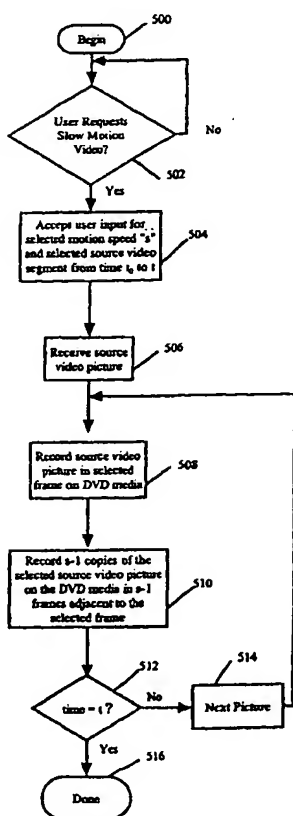 500
Begin
User Requests
Slow Motion
Video?
No
502
Yes
Accept user input for
selected motion speed "s"
and selected source video
segment from time t₀ to t
504
Receive source
video picture
506
Record source video
picture in selected
frame on DVD media
508
Record s-1 copies of the
selected source video picture
on the DVD media in s-1
frames adjacent to the
selected frame
510
512
time = t ?
No
514
Next Picture
Yes
516
Done